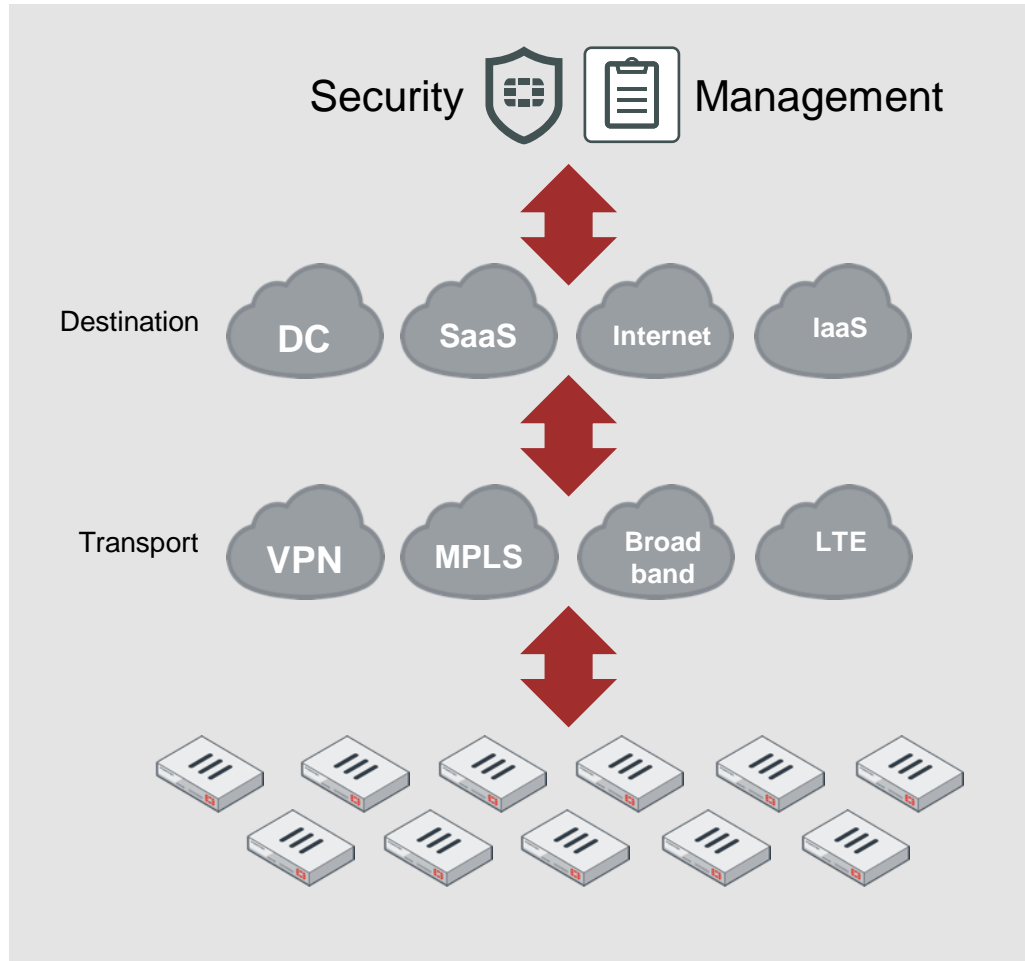 Security Management
Destination
DC
SaaS
Internet
IaaS
Transport
VPN
MPLS
Broad
band
LTE